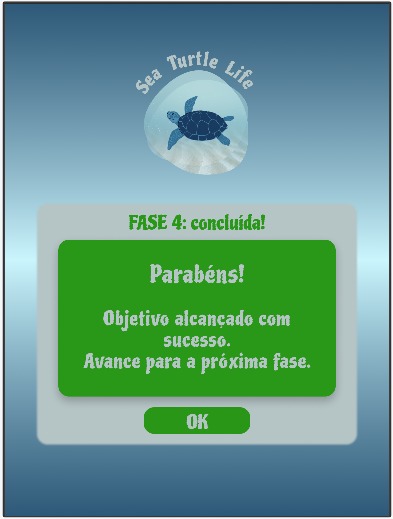 Sea Turtle Life
FASE 4: concluída!
Parabéns!
Objetivo alcançado com
sucesso.
Avance para a próxima fase.
OK